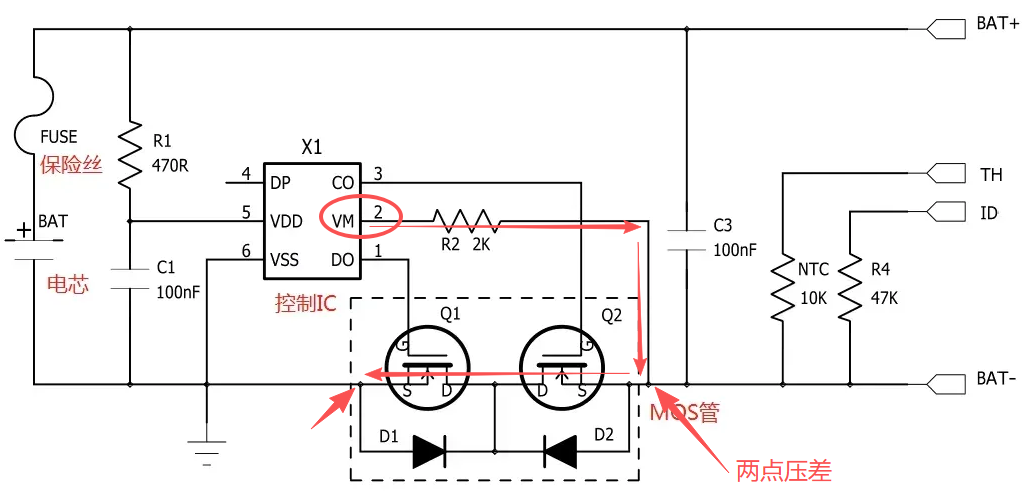 BAT+
FUSE
保险丝
R1
470R
X1
4
DP
CO
3
TH
5
VDD
VM
2
ID
+
BAT
R2 2K
C3
100nF
6
VSS
DO
1
电芯
C1
100nF
控制IC
NTC
10K
R4
47K
Q1
Q2
G
G
S
D
D
S
BAT-
MOS管
D1
D2
两点压差